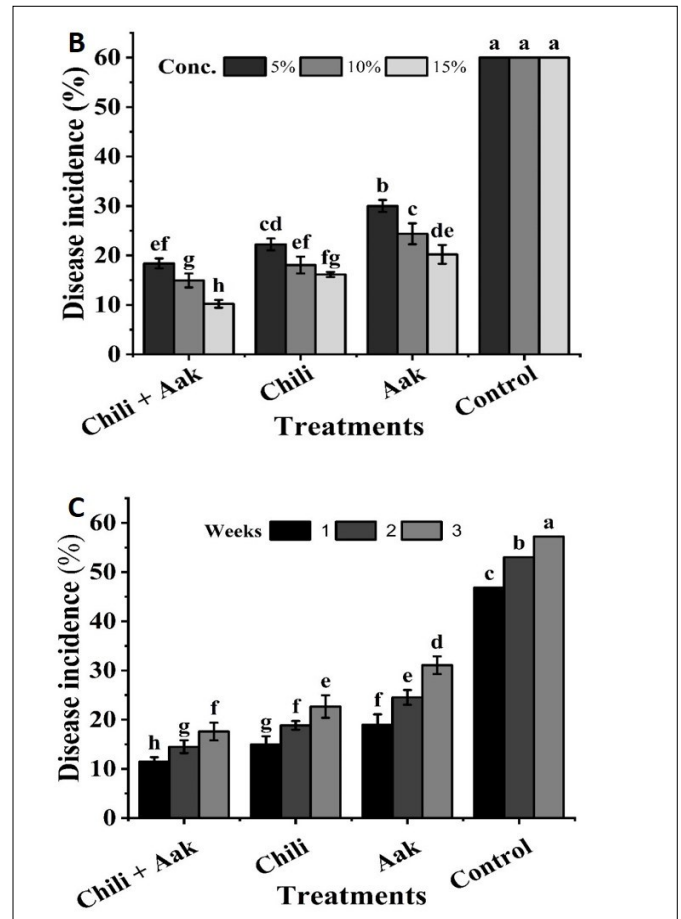 B
Conc. 5% 10% 15%
Disease incidence (%)
60
50
40
30
20
10
0
ef g h
cd ef fg
b c de
a a a
Chili + Aak
Chili
Aak
Control
Treatments
C
Weeks 1 2 3
Disease incidence (%)
60
50
40
30
20
10
0
h g f
g f e
f e d
c b a
Chili + Aak
Chili
Aak
Control
Treatments